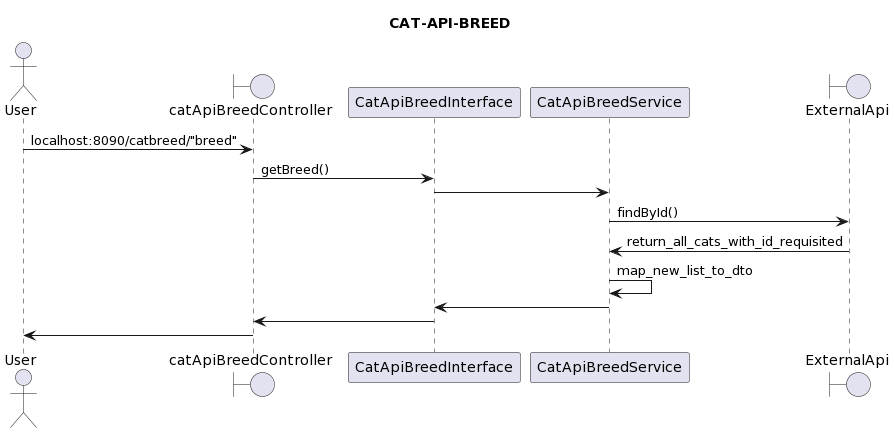 CAT-API-BREED
User
catApiBreedController
CatApiBreedInterface
CatApiBreedService
ExternalApi
localhost:8090/catbreed/"breed"
getBreed()
findById()
return_all_cats_with_id_requisited
map_new_list_to_dto
User
catApiBreedController
CatApiBreedInterface
CatApiBreedService
ExternalApi